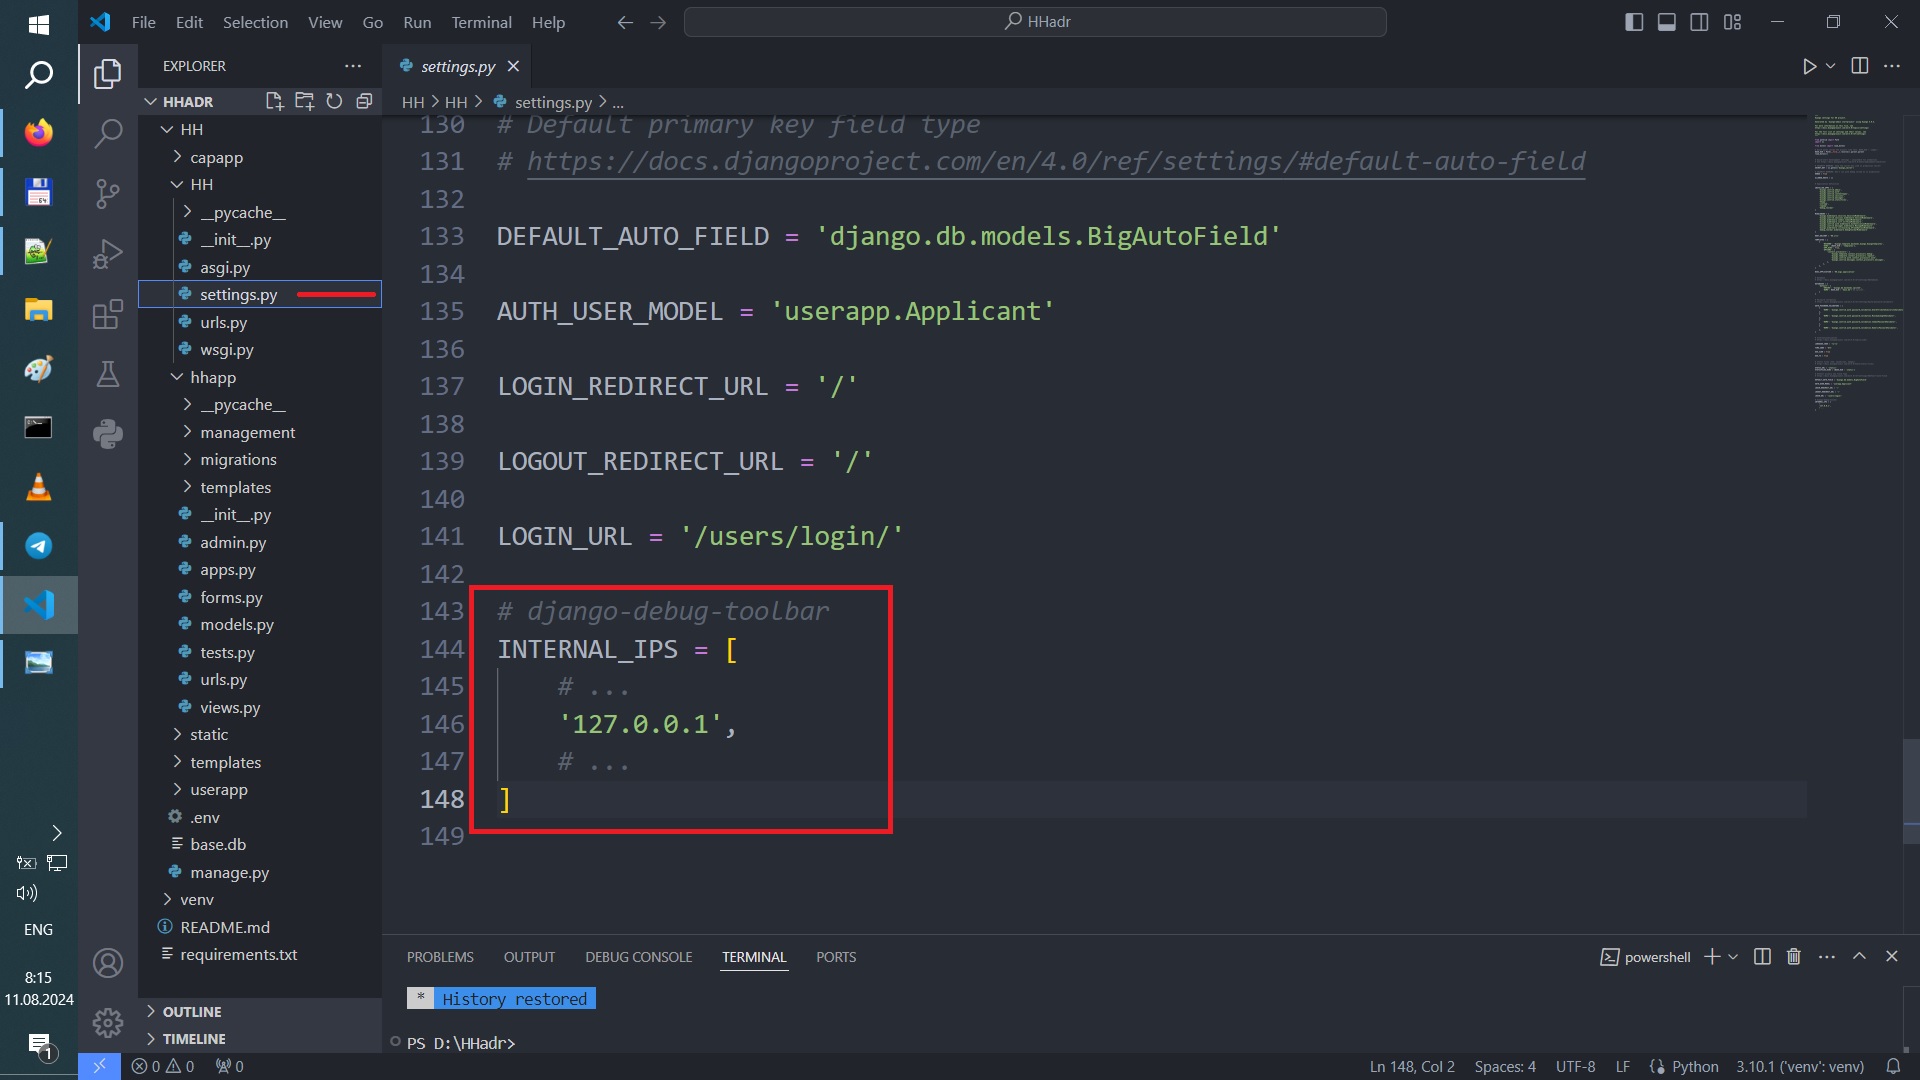 File Edit Selection View Go Run Terminal Help
HHadr
EXPLORER
settings.py
HHADR
HH > HH > settings.py > ...
HH
capapp
HH
__pycache__
__init__.py
asgi.py
settings.py
urls.py
wsgi.py
hhapp
__pycache__
management
migrations
templates
__init__.py
admin.py
apps.py
forms.py
models.py
tests.py
urls.py
views.py
static
templates
userapp
.env
base.db
manage.py
venv
README.md
requirements.txt
OUTLINE
TIMELINE
130 # Default primary key field type
131 # https://docs.djangoproject.com/en/4.0/ref/settings/#default-auto-field
132
133 DEFAULT_AUTO_FIELD = 'django.db.models.BigAutoField'
134
135 AUTH_USER_MODEL = 'userapp.Applicant'
136
137 LOGIN_REDIRECT_URL = '/'
138
139 LOGOUT_REDIRECT_URL = '/'
140
141 LOGIN_URL = '/users/login/'
142
143 # django-debug-toolbar
144 INTERNAL_IPS = [
145     # ...
146     '127.0.0.1',
147     # ...
148 ]
149
PROBLEMS OUTPUT DEBUG CONSOLE TERMINAL PORTS
powershell
* History restored
PS D:\HHadr>
0 0 0
Ln 148, Col 2 Spaces: 4 UTF-8 LF Python 3.10.1 ('venv': venv)
64
ENG
8:15
11.08.2024
1